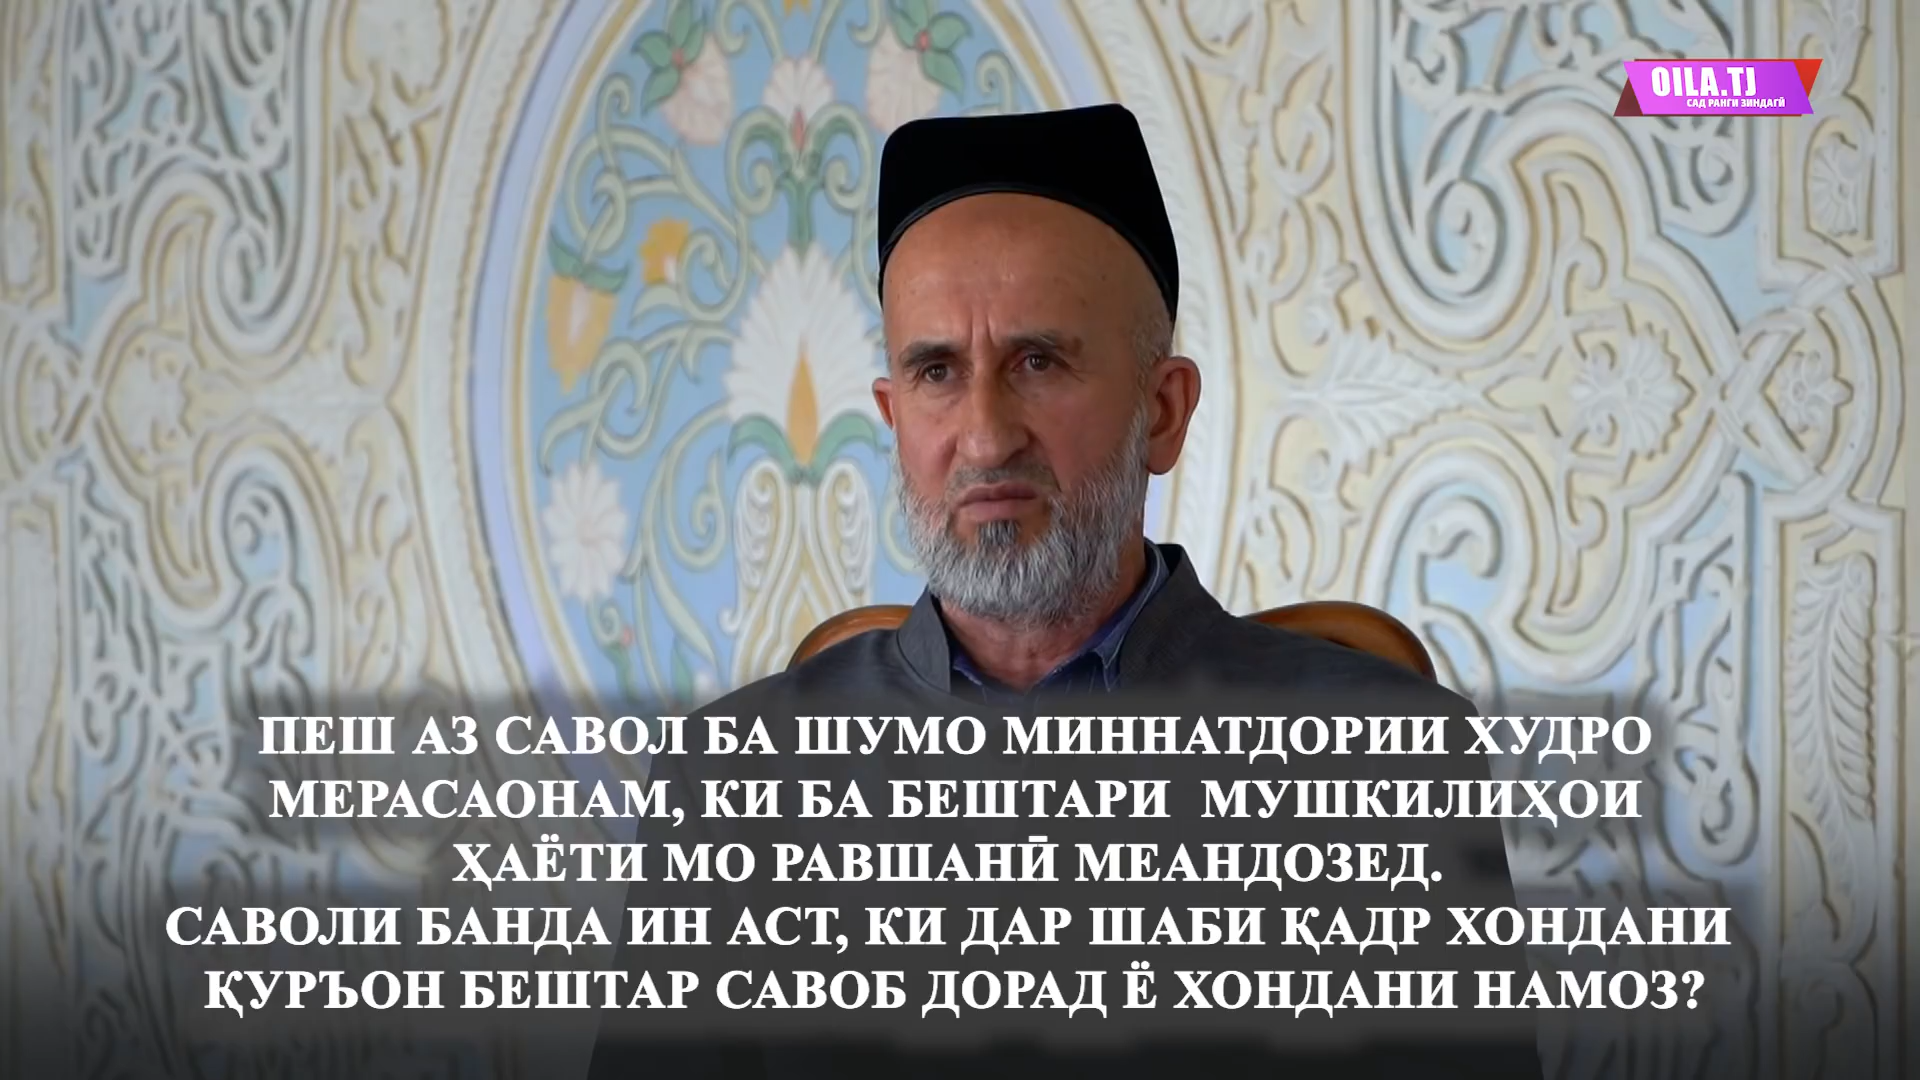 OILA.TJ
САД РАНГИ ЗИНДАГӢ
ПЕШ АЗ САВОЛ БА ШУМО МИННАТДОРИИ ХУДРО
МЕРАСАОНАМ, КИ БА БЕШТАРИ МУШКИЛИҲОИ
ҲАЁТИ МО РАВШАНӢ МЕАНДОЗЕД.
САВОЛИ БАНДА ИН АСТ, КИ ДАР ШАБИ ҚАДР ХОНДАНИ
ҚУРЪОН БЕШТАР САВОБ ДОРАД Ё ХОНДАНИ НАМОЗ?